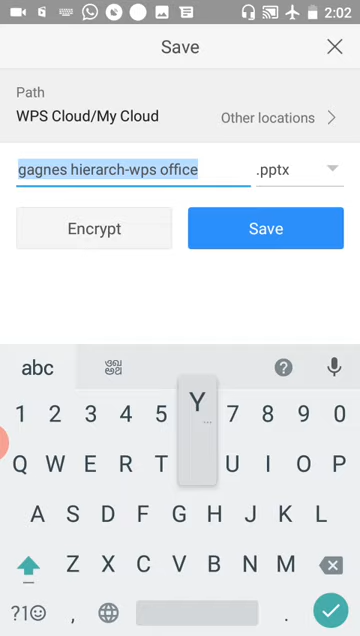 2:02
Save
Path
WPS Cloud/My Cloud
Other locations
gagnes hierarch-wps office
.pptx
Encrypt
Save
abc
1 2 3 4 5 7 8 9 0
Y
...
Q W E R T U I O P
A S D F G H J K L
Z X C V B N M
?1 , .